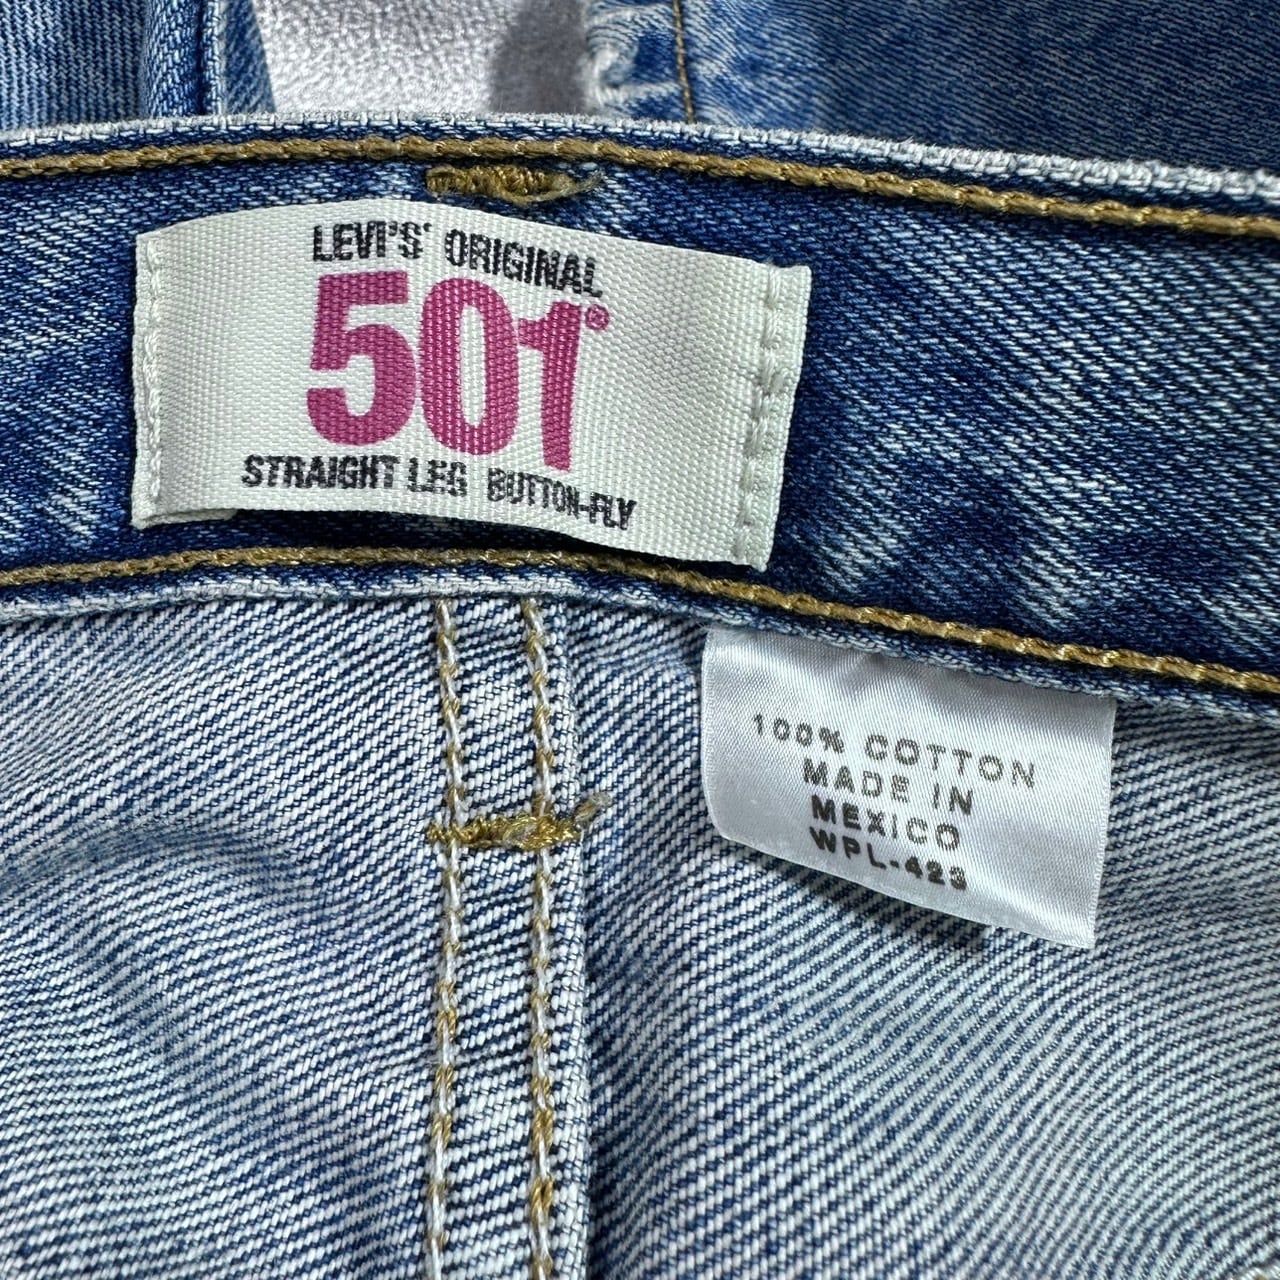 LEVI'S® ORIGINAL
501®
STRAIGHT LEG BUTTON-FLY
100% COTTON
MADE IN
MEXICO
WPL-423